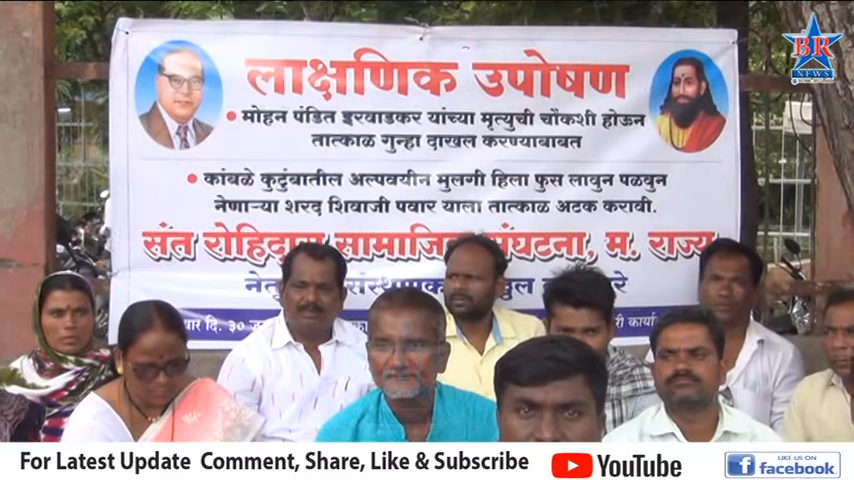 BR
NEWS
लाक्षणिक उपोषण
• मोहन पंडित इरवाडकर यांच्या मृत्युची चौकशी होऊन
तात्काळ गुन्हा दाखल करण्याबाबत
• कांबळे कुटुंबातील अल्पवयीन मुलगी हिला फुस लावुन पळवुन
नेणाऱ्या शरद शिवाजी पवार याला तात्काळ अटक करावी.
संत रोहिदास सामाजिक संघटना, म. राज्य
वार दि. ३०
For Latest Update Comment, Share, Like & Subscribe
YouTube
LIKE US ON
facebook